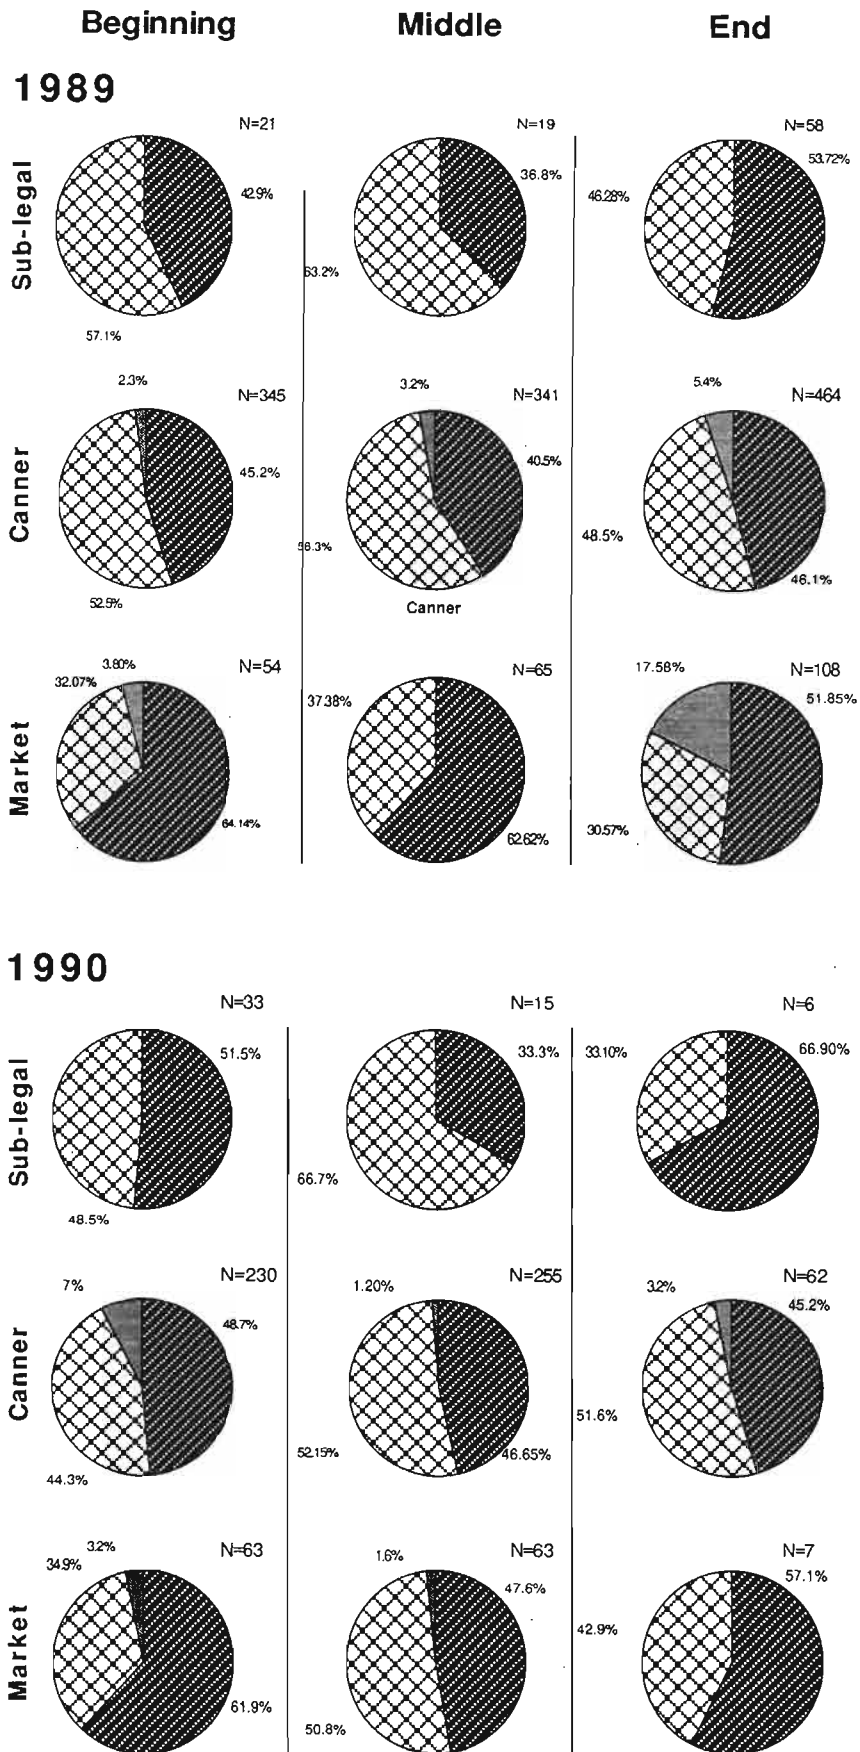 Beginning Middle End
1989
Sub-legal
N=21
42.9%
57.1%
N=19
36.8%
63.2%
N=58
53.72%
46.28%
Canner
2.3%
N=345
45.2%
52.5%
3.2%
N=341
40.5%
56.3%
Canner
5.4%
N=464
48.5%
46.1%
Market
3.80%
32.07%
N=54
64.14%
N=65
37.38%
62.62%
17.58%
N=108
51.85%
30.57%
1990
Sub-legal
N=33
51.5%
48.5%
N=15
33.3%
66.7%
N=6
33.10%
66.90%
Canner
7%
N=230
48.7%
44.3%
1.20%
N=255
52.15%
46.65%
3.2%
N=62
45.2%
51.6%
Market
3.2%
34.9%
N=63
61.9%
1.6%
N=63
47.6%
50.8%
N=7
57.1%
42.9%